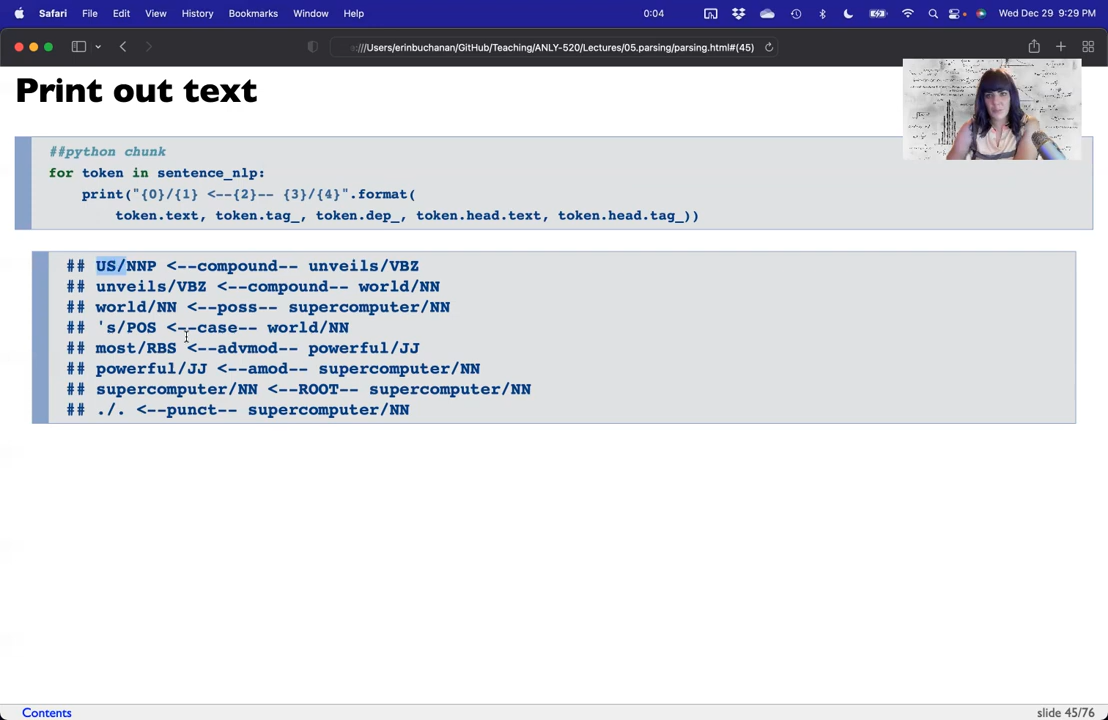 Safari File Edit View History Bookmarks Window Help 0:04 Wed Dec 29 9:29 PM
:///Users/erinbuchanan/GitHub/Teaching/ANLY-520/Lectures/05.parsing/parsing.html#(45)
Print out text
##python chunk
for token in sentence_nlp:
print("{0}/{1} <--{2}-- {3}/{4}".format(
token.text, token.tag_, token.dep_, token.head.text, token.head.tag_))
## US/NNP <--compound-- unveils/VBZ
## unveils/VBZ <--compound-- world/NN
## world/NN <--poss-- supercomputer/NN
## 's/POS <--case-- world/NN
## most/RBS <--advmod-- powerful/JJ
## powerful/JJ <--amod-- supercomputer/NN
## supercomputer/NN <--ROOT-- supercomputer/NN
## ./. <--punct-- supercomputer/NN
Contents slide 45/76